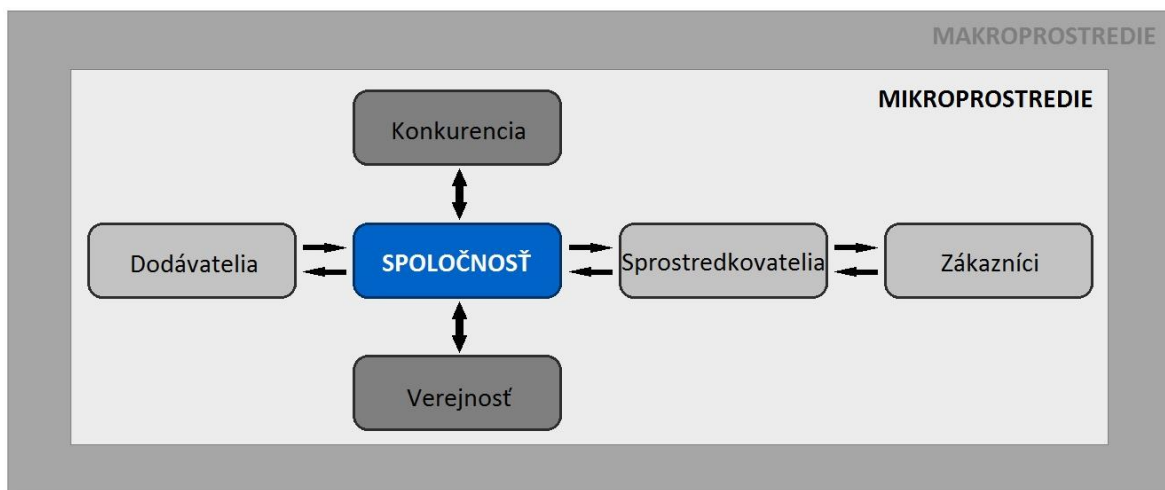 MAKROPROSTREDIE
MIKROPROSTREDIE
Konkurencia
Dodávatelia
SPOLOČNOSŤ
Sprostredkovatelia
Zákazníci
Verejnosť